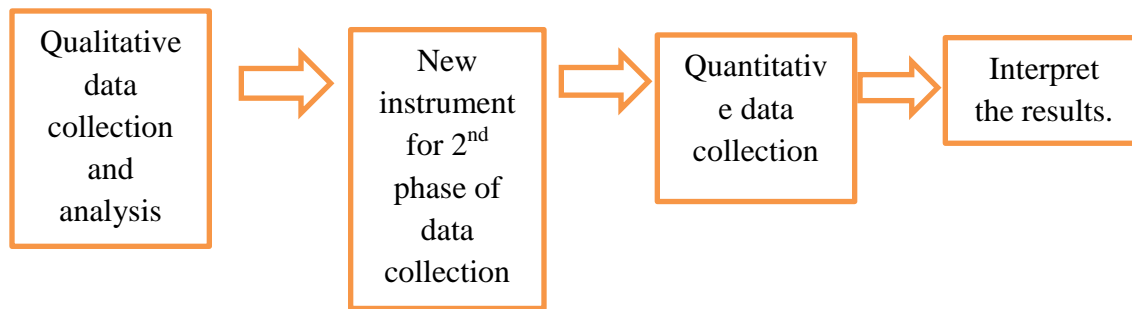 Qualitative
data
collection
and
analysis
New
instrument
for 2nd
phase of
data
collection
Quantitativ
e data
collection
Interpret
the results.